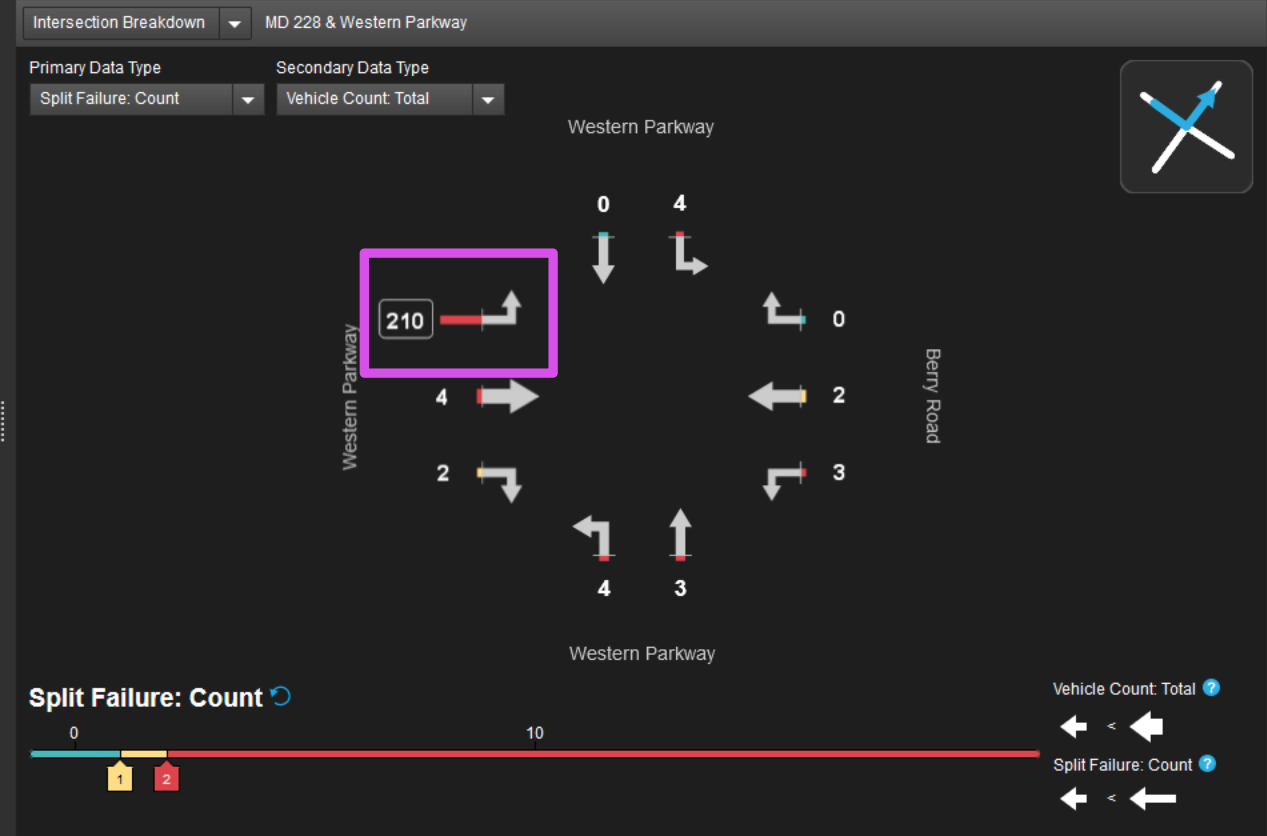 Intersection Breakdown
MD 228 & Western Parkway
Primary Data Type
Secondary Data Type
Split Failure: Count
Vehicle Count: Total
Western Parkway
0
4
210
0
Western Parkway
Berry Road
4
2
2
3
4
3
Western Parkway
Split Failure: Count
0
10
1
2
Vehicle Count: Total ?
<
Split Failure: Count ?
<